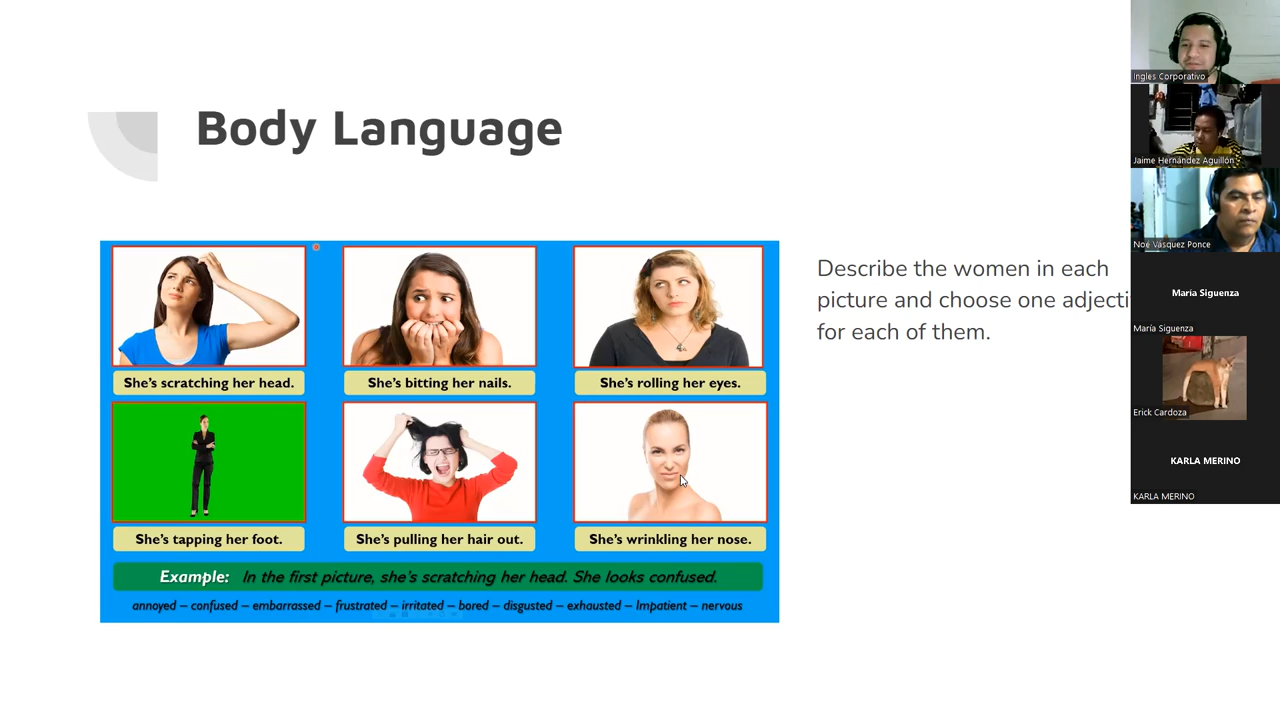 Body Language
She's scratching her head.
She's bitting her nails.
She's rolling her eyes.
She's tapping her foot.
She's pulling her hair out.
She's wrinkling her nose.
Example: In the first picture, she's scratching her head. She looks confused.
annoyed – confused – embarrassed – frustrated – irritated – bored – disgusted – exhausted – Impatient – nervous
Describe the women in each
picture and choose one adjecti
for each of them.
Ingles Corporativo
Jaime Hernández Aguillón
Noé Vásquez Ponce
María Siguenza
María Siguenza
Erick Cardoza
KARLA MERINO
KARLA MERINO